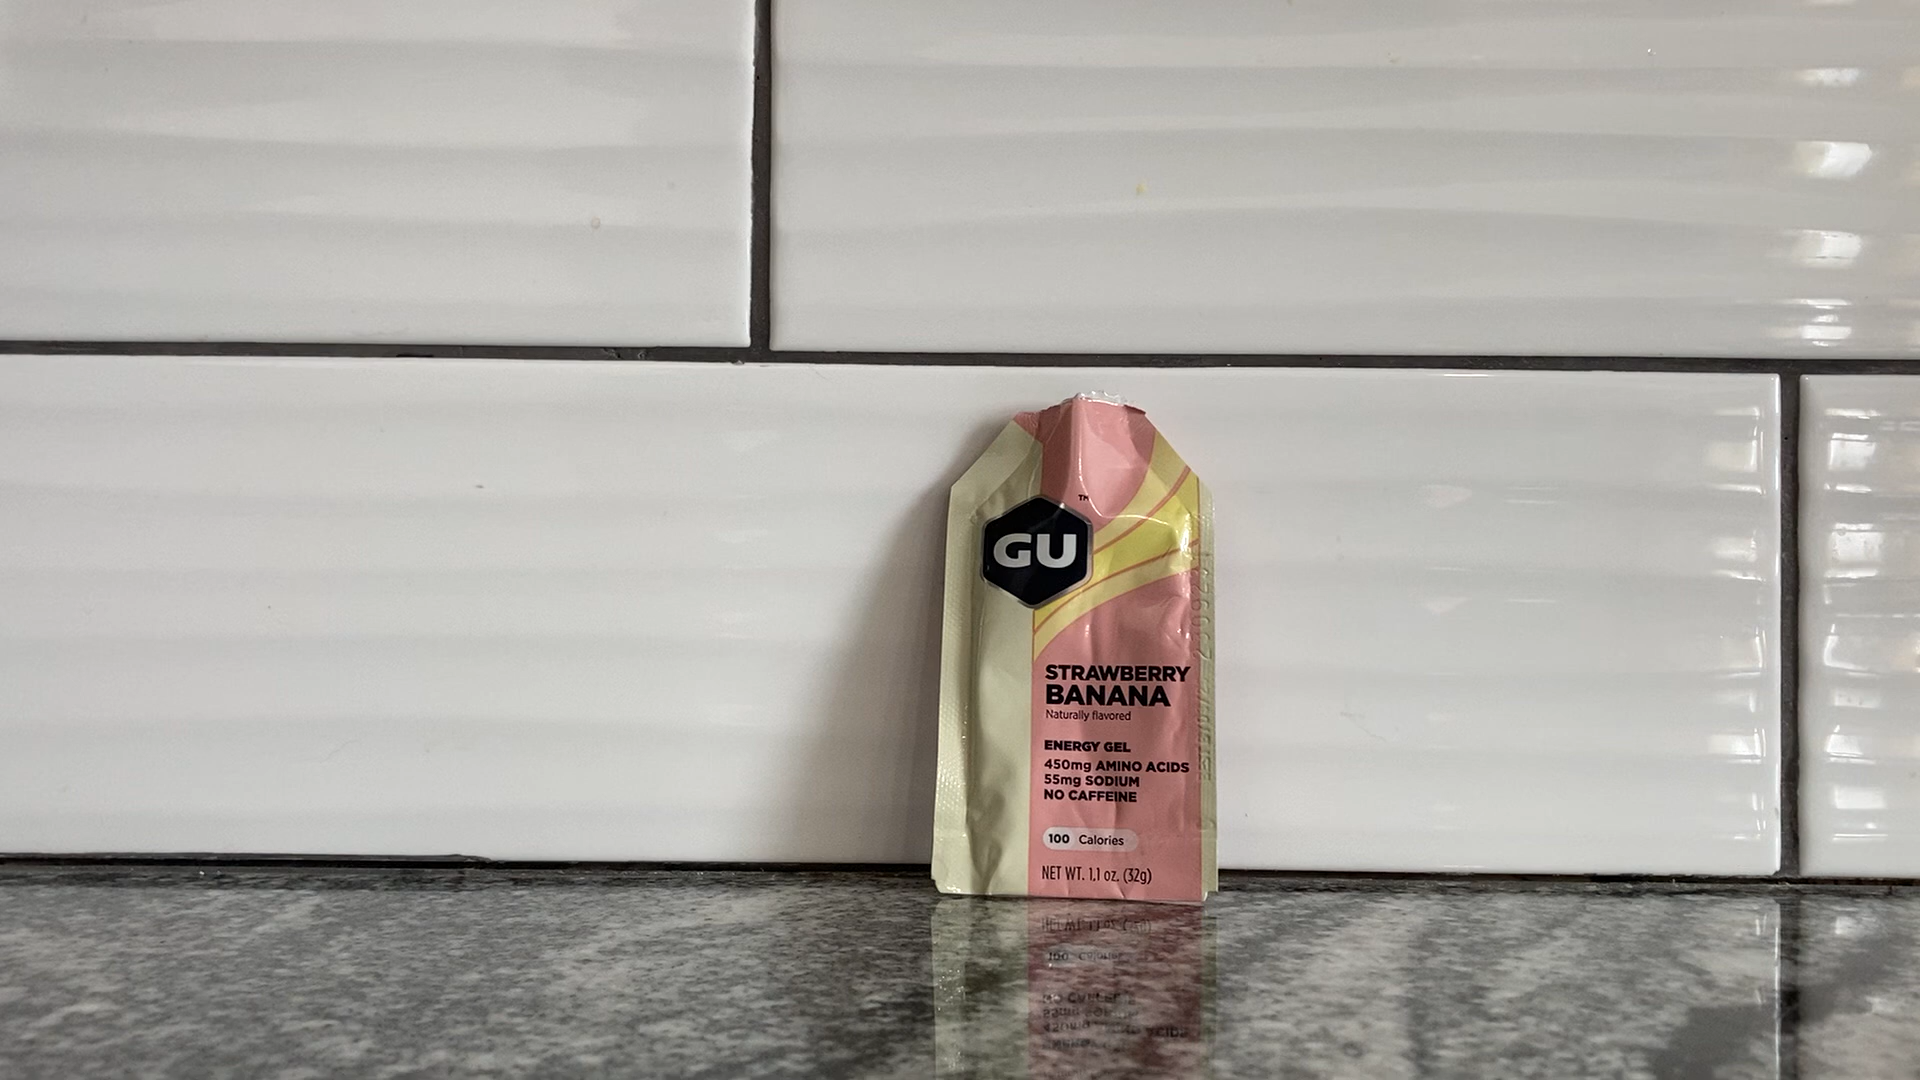 ™
GU
STRAWBERRY
BANANA
Naturally flavored
ENERGY GEL
450mg AMINO ACIDS
55mg SODIUM
NO CAFFEINE
100 Calories
NET WT. 1.1 oz. (32g)